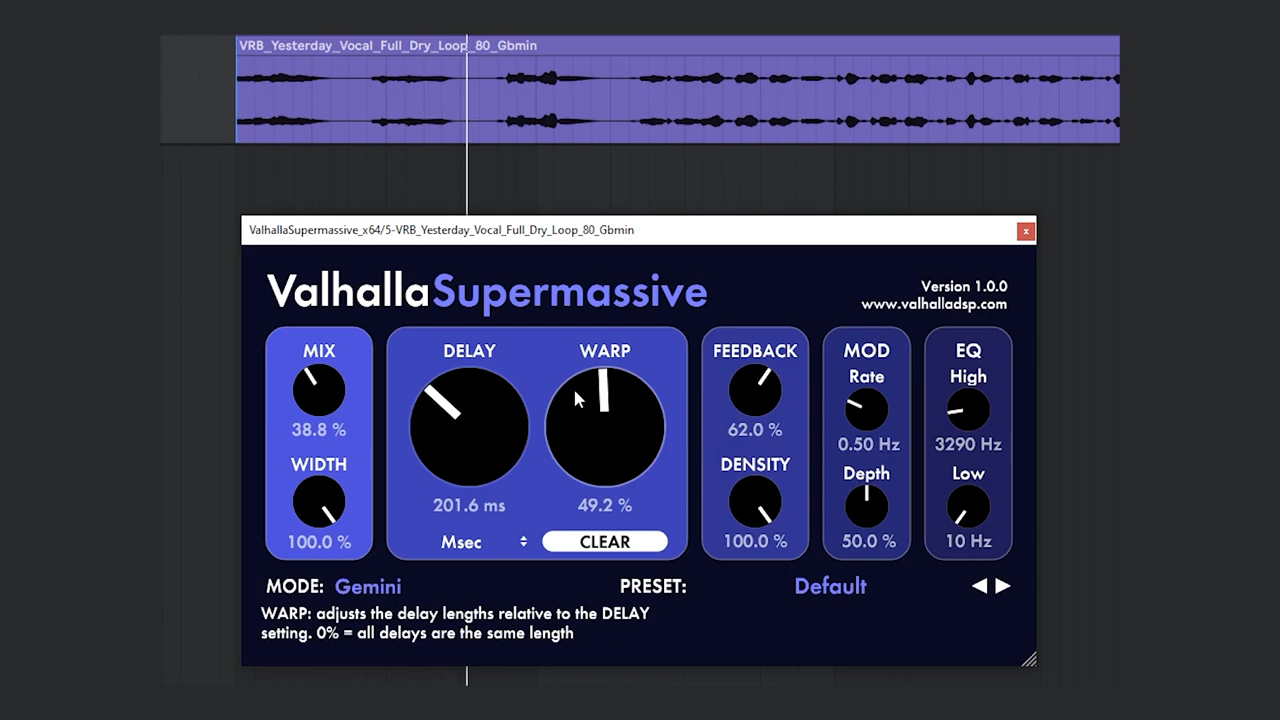 VRB_Yesterday_Vocal_Full_Dry_Loop_80_Gbmin
ValhallaSupermassive_x64/5-VRB_Yesterday_Vocal_Full_Dry_Loop_80_Gbmin
x
ValhallaSupermassive
Version 1.0.0
www.valhalladsp.com
MIX
38.8 %
WIDTH
100.0 %
DELAY
201.6 ms
Msec
WARP
49.2 %
CLEAR
FEEDBACK
62.0 %
DENSITY
100.0 %
MOD
Rate
0.50 Hz
Depth
50.0 %
EQ
High
3290 Hz
Low
10 Hz
MODE: Gemini
PRESET: Default
WARP: adjusts the delay lengths relative to the DELAY
setting. 0% = all delays are the same length